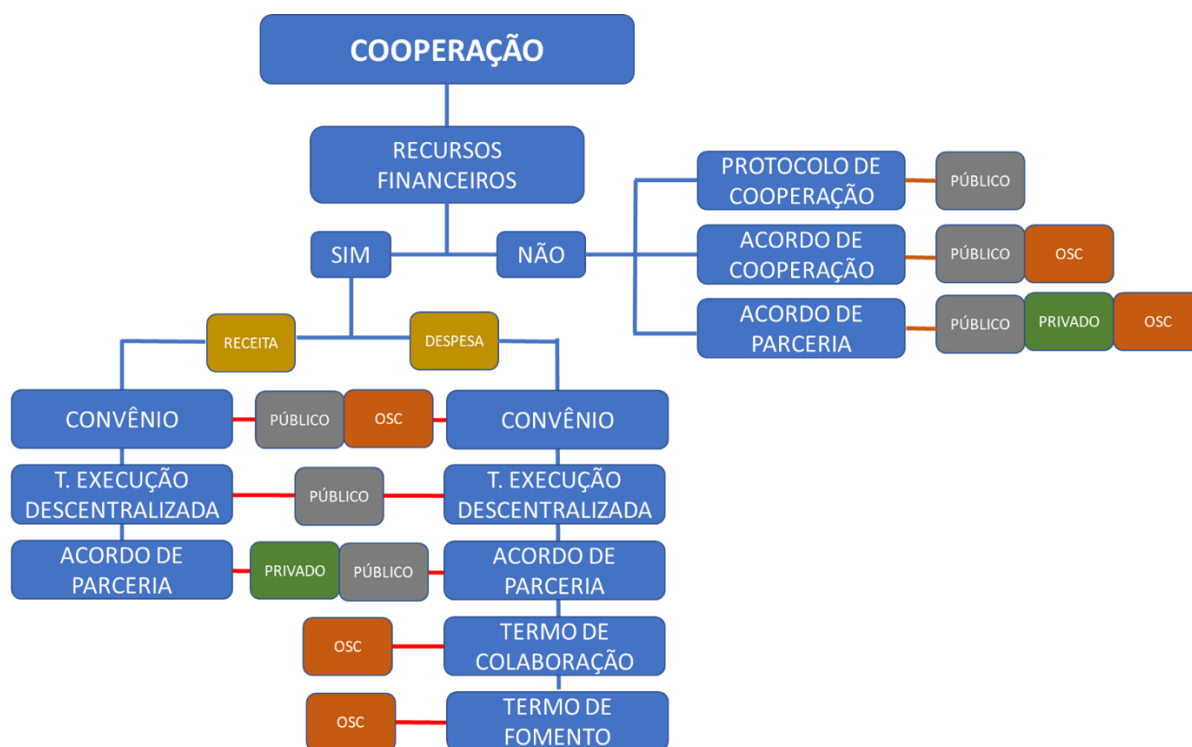 COOPERAÇÃO
RECURSOS
FINANCEIROS
SIM
NÃO
PROTOCOLO DE
COOPERAÇÃO
PÚBLICO
ACORDO DE
COOPERAÇÃO
PÚBLICO
OSC
ACORDO DE
PARCERIA
PÚBLICO
PRIVADO
OSC
RECEITA
DESPESA
CONVÊNIO
PÚBLICO
OSC
CONVÊNIO
T. EXECUÇÃO
DESCENTRALIZADA
PÚBLICO
T. EXECUÇÃO
DESCENTRALIZADA
ACORDO DE
PARCERIA
PRIVADO
PÚBLICO
ACORDO DE
PARCERIA
OSC
TERMO DE
COLABORAÇÃO
OSC
TERMO DE
FOMENTO